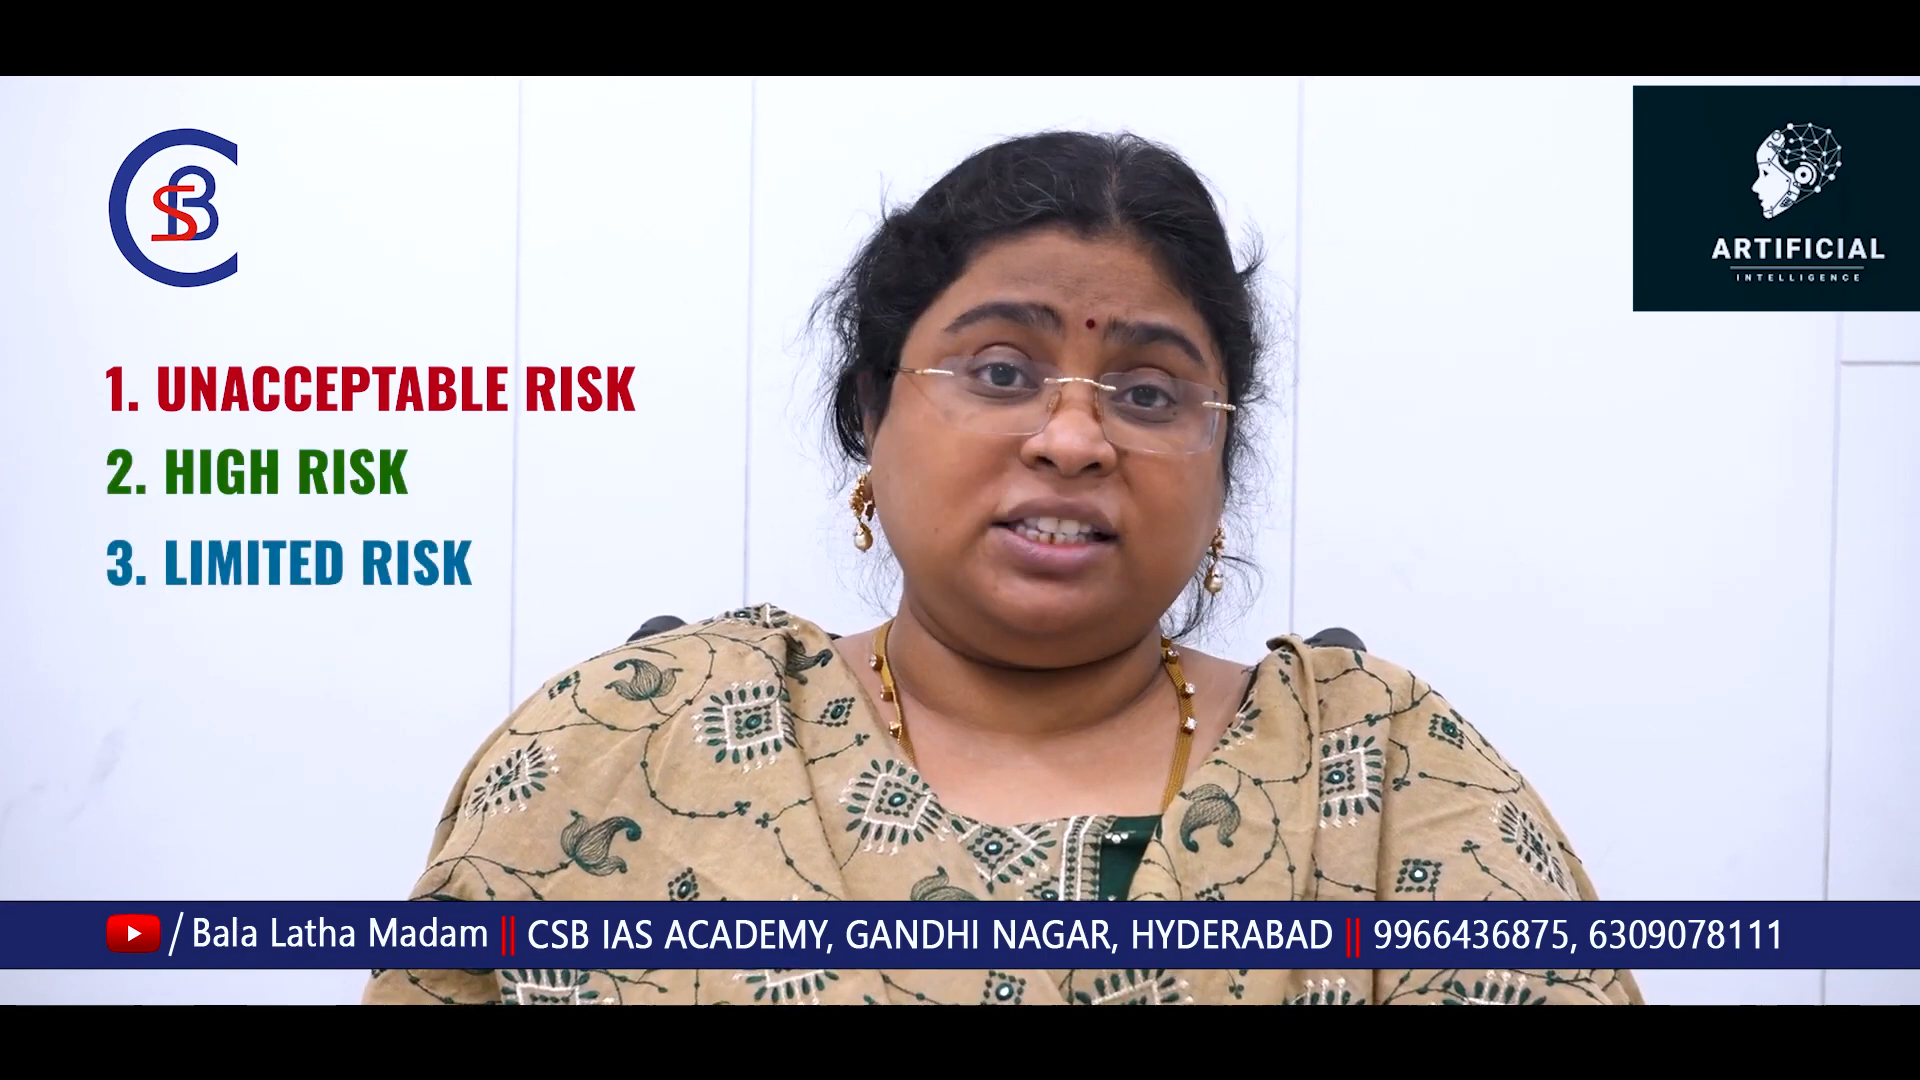 CSB
ARTIFICIAL
INTELLIGENCE
1. UNACCEPTABLE RISK
2. HIGH RISK
3. LIMITED RISK
/ Bala Latha Madam || CSB IAS ACADEMY, GANDHI NAGAR, HYDERABAD || 9966436875, 6309078111